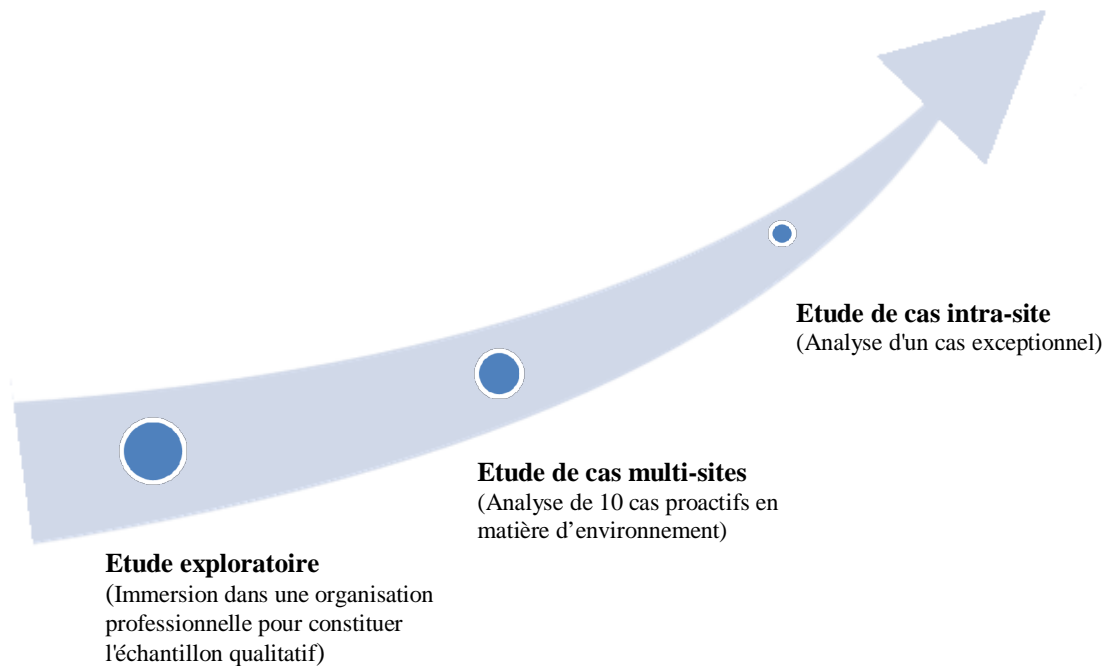 Etude de cas intra-site
(Analyse d'un cas exceptionnel)
Etude de cas multi-sites
(Analyse de 10 cas proactifs en
matière d’environnement)
Etude exploratoire
(Immersion dans une organisation
professionnelle pour constituer
l'échantillon qualitatif)